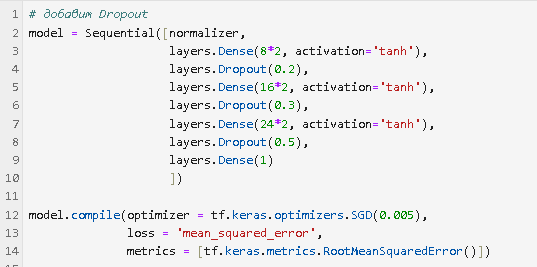 1 # добавим Dropout
2 model = Sequential([normalizer,
3 layers.Dense(8*2, activation='tanh'),
4 layers.Dropout(0.2),
5 layers.Dense(16*2, activation='tanh'),
6 layers.Dropout(0.3),
7 layers.Dense(24*2, activation='tanh'),
8 layers.Dropout(0.5),
9 layers.Dense(1)
10 ])
11
12 model.compile(optimizer = tf.keras.optimizers.SGD(0.005),
13 loss = 'mean_squared_error',
14 metrics = [tf.keras.metrics.RootMeanSquaredError()])